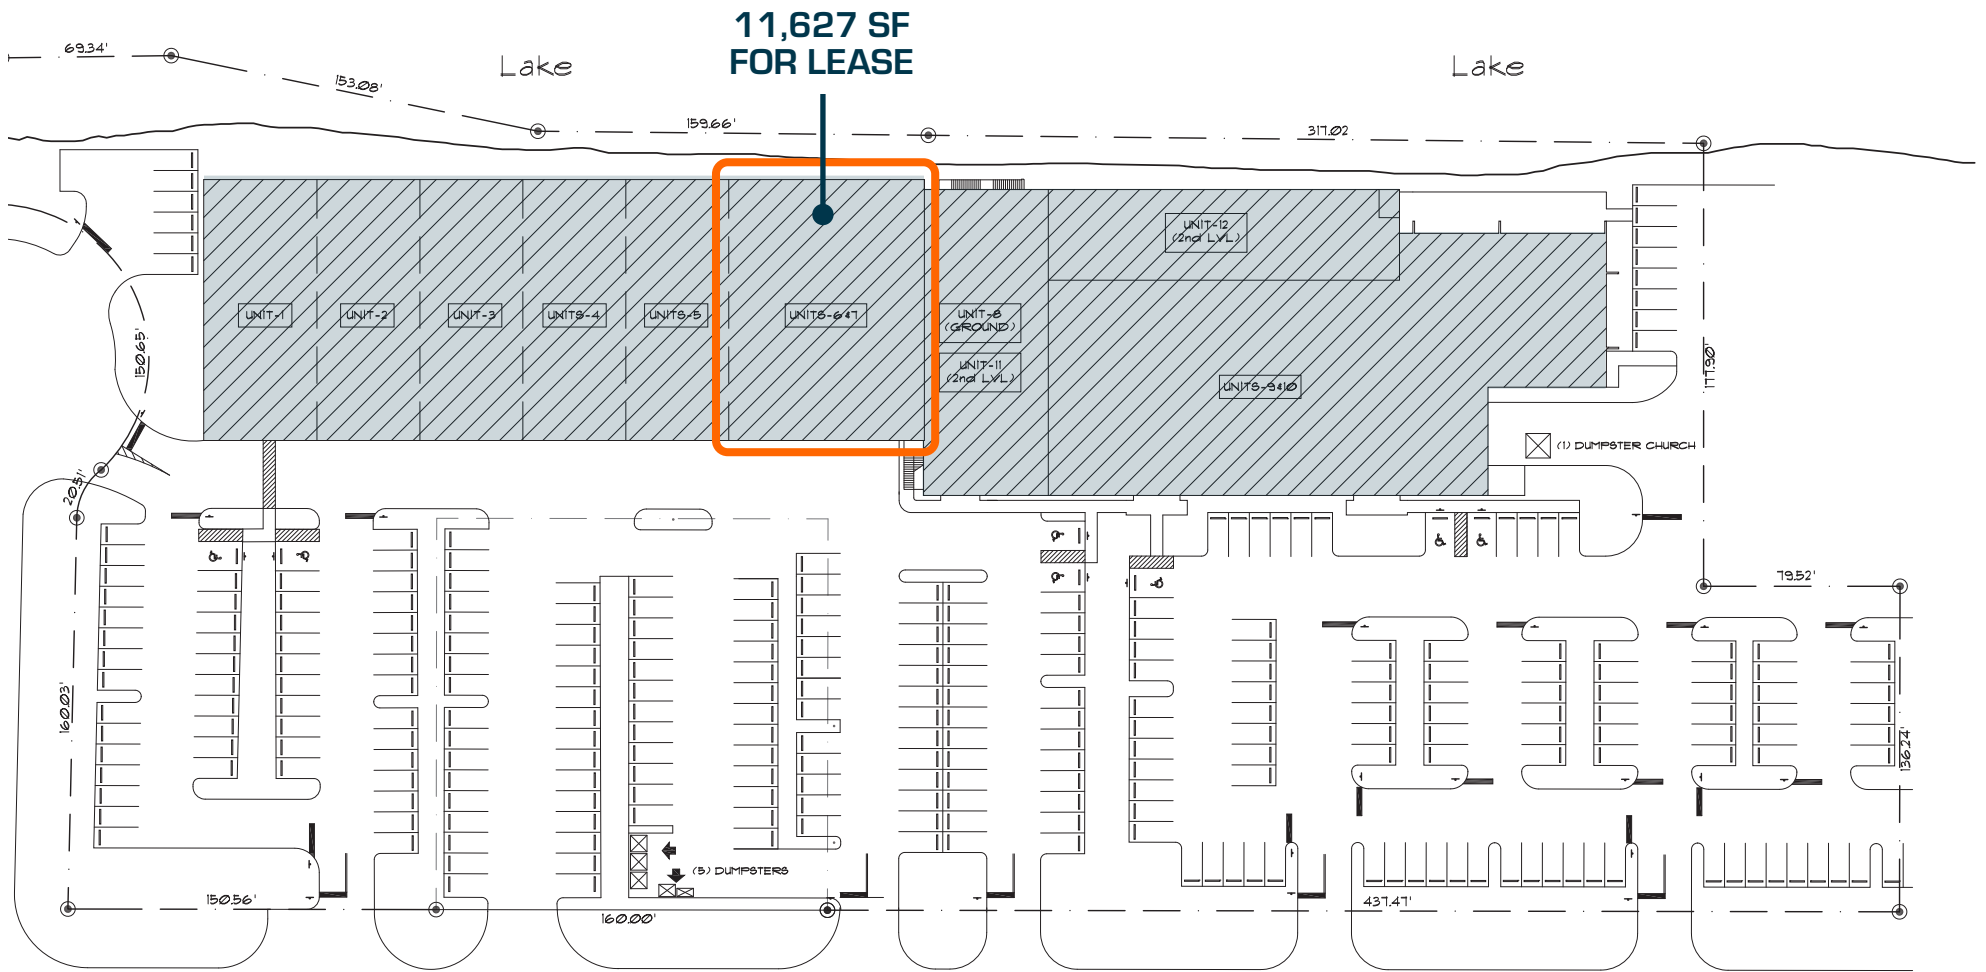 11,627 SF
FOR LEASE
Lake
Lake
69.34'
153.08'
159.66'
317.02
UNIT-12
(2nd LVL)
UNIT-1
UNIT-2
UNIT-3
UNITS-4
UNITS-5
UNITS-6&7
UNIT-8
(GROUND)
UNIT-11
(2nd LVL)
UNITS-9&10
150.65'
177.90'
(1) DUMPSTER CHURCH
20.51'
79.52'
160.03'
136.24'
(5) DUMPSTERS
150.56'
160.00'
437.47'